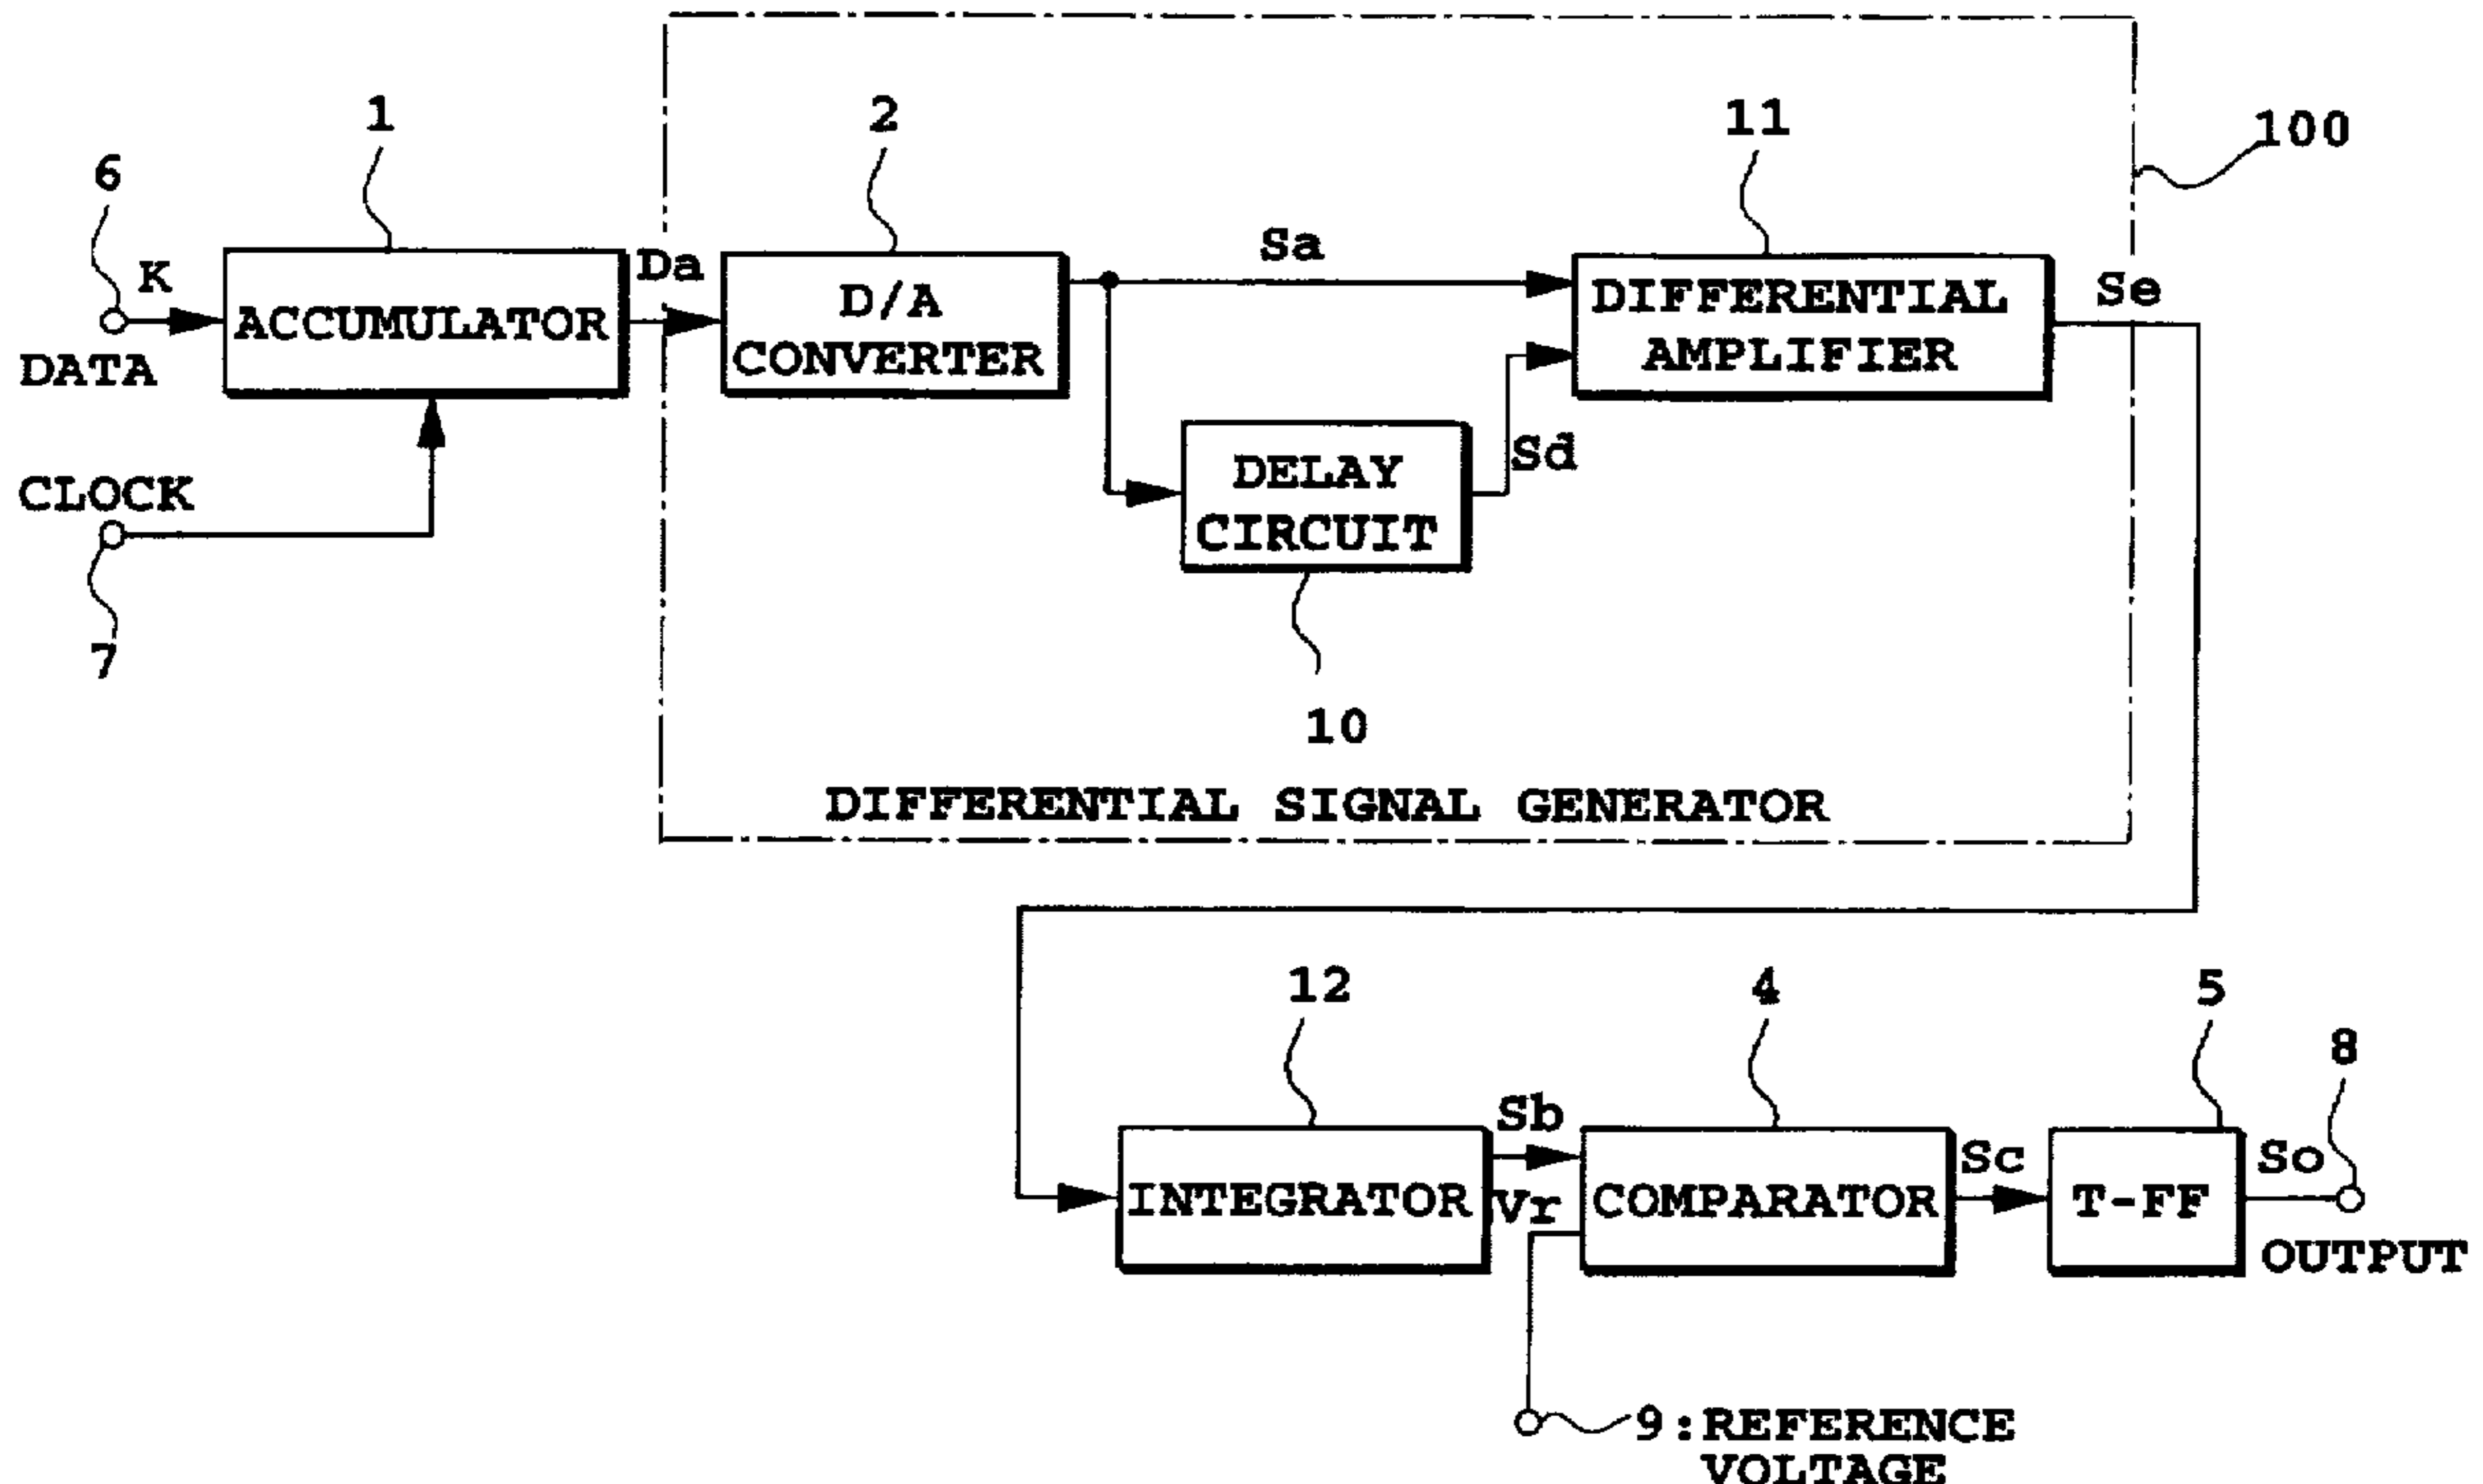 1
2
11
100
6
K
Da
Sa
Se
ACCUMULATOR
D/A
CONVERTER
DIFFERENTIAL
AMPLIFIER
DATA
Sd
CLOCK
DELAY
CIRCUIT
7
10
DIFFERENTIAL SIGNAL GENERATOR
12
4
5
8
Sb
Sc
So
INTEGRATOR
Vr
COMPARATOR
T-FF
OUTPUT
9:REFERENCE
VOLTAGE